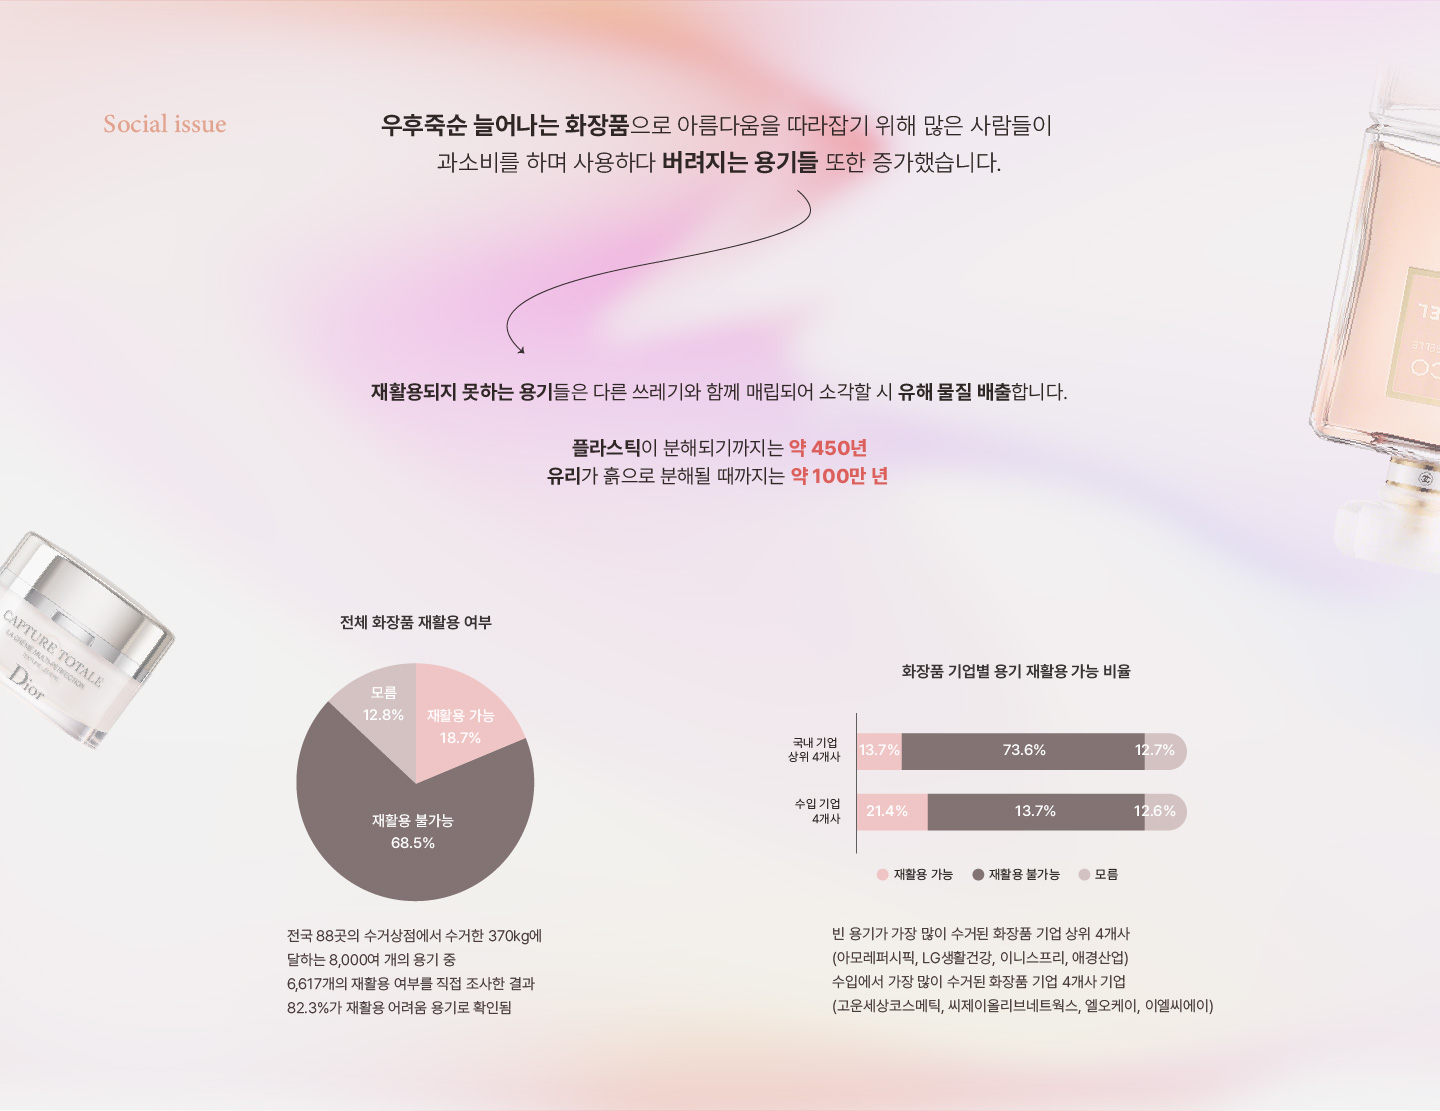 Social issue
우후죽순 늘어나는 화장품으로 아름다움을 따라잡기 위해 많은 사람들이
과소비를 하며 사용하다 버려지는 용기들 또한 증가했습니다.
재활용되지 못하는 용기들은 다른 쓰레기와 함께 매립되어 소각할 시 유해 물질 배출합니다.
플라스틱이 분해되기까지는 약 450년
유리가 흙으로 분해될 때까지는 약 100만 년
CAPTURE TOTALE
Dior
전체 화장품 재활용 여부
모름
12.8%
재활용 가능
18.7%
재활용 불가능
68.5%
전국 88곳의 수거상점에서 수거한 370kg에
달하는 8,000여 개의 용기 중
6,617개의 재활용 여부를 직접 조사한 결과
82.3%가 재활용 어려움 용기로 확인됨
화장품 기업별 용기 재활용 가능 비율
국내 기업
상위 4개사
13.7% 73.6% 12.7%
수입 기업
4개사
21.4% 13.7% 12.6%
재활용 가능 재활용 불가능 모름
빈 용기가 가장 많이 수거된 화장품 기업 상위 4개사
(아모레퍼시픽, LG생활건강, 이니스프리, 애경산업)
수입에서 가장 많이 수거된 화장품 기업 4개사 기업
(고운세상코스메틱, 씨제이올리브네트웍스, 엘오케이, 이엘씨에이)